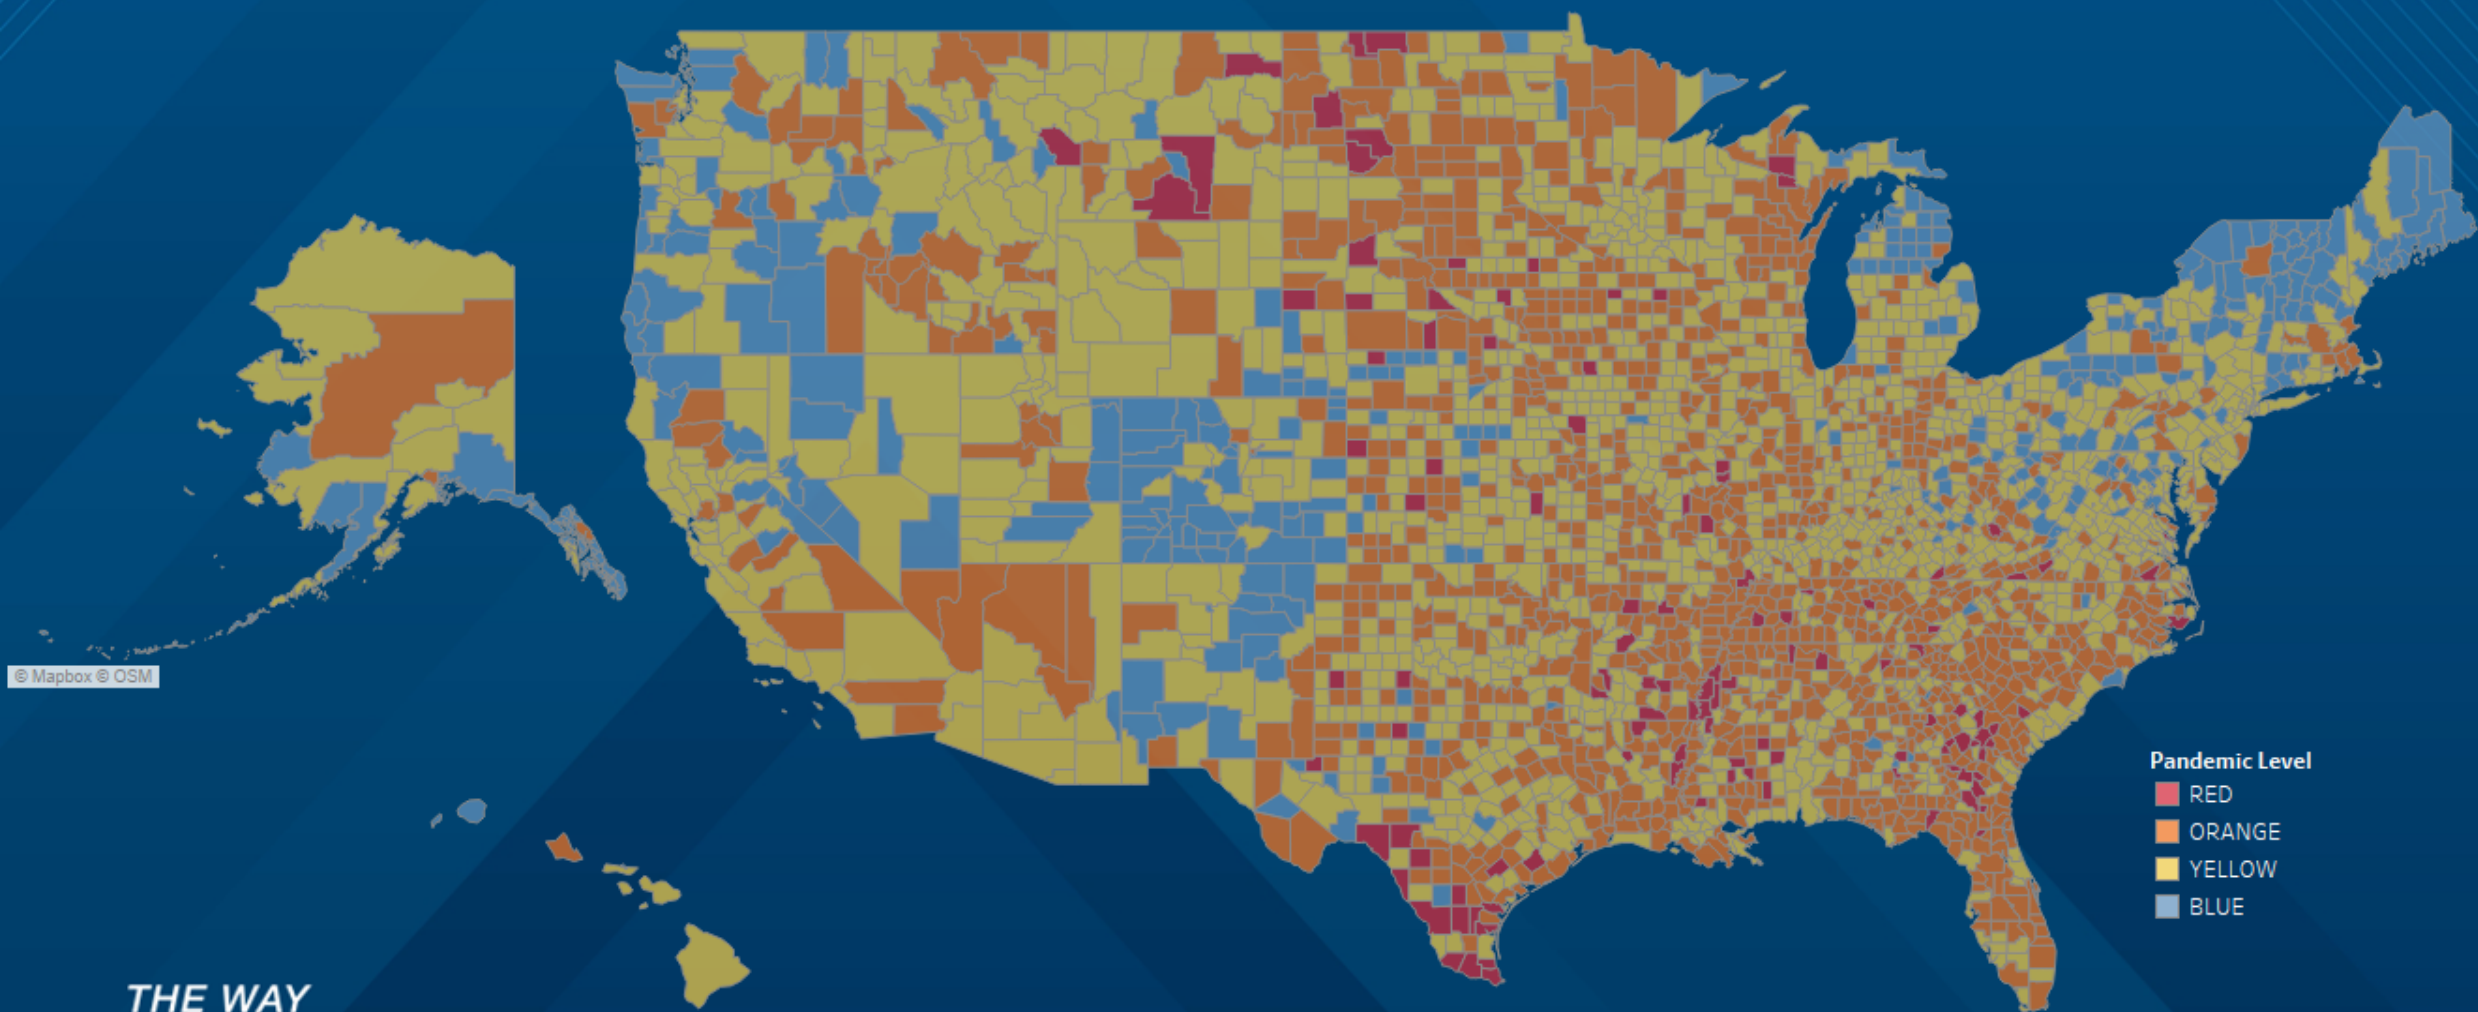 © Mapbox © OSM
Pandemic Level
RED
ORANGE
YELLOW
BLUE
THE WAY